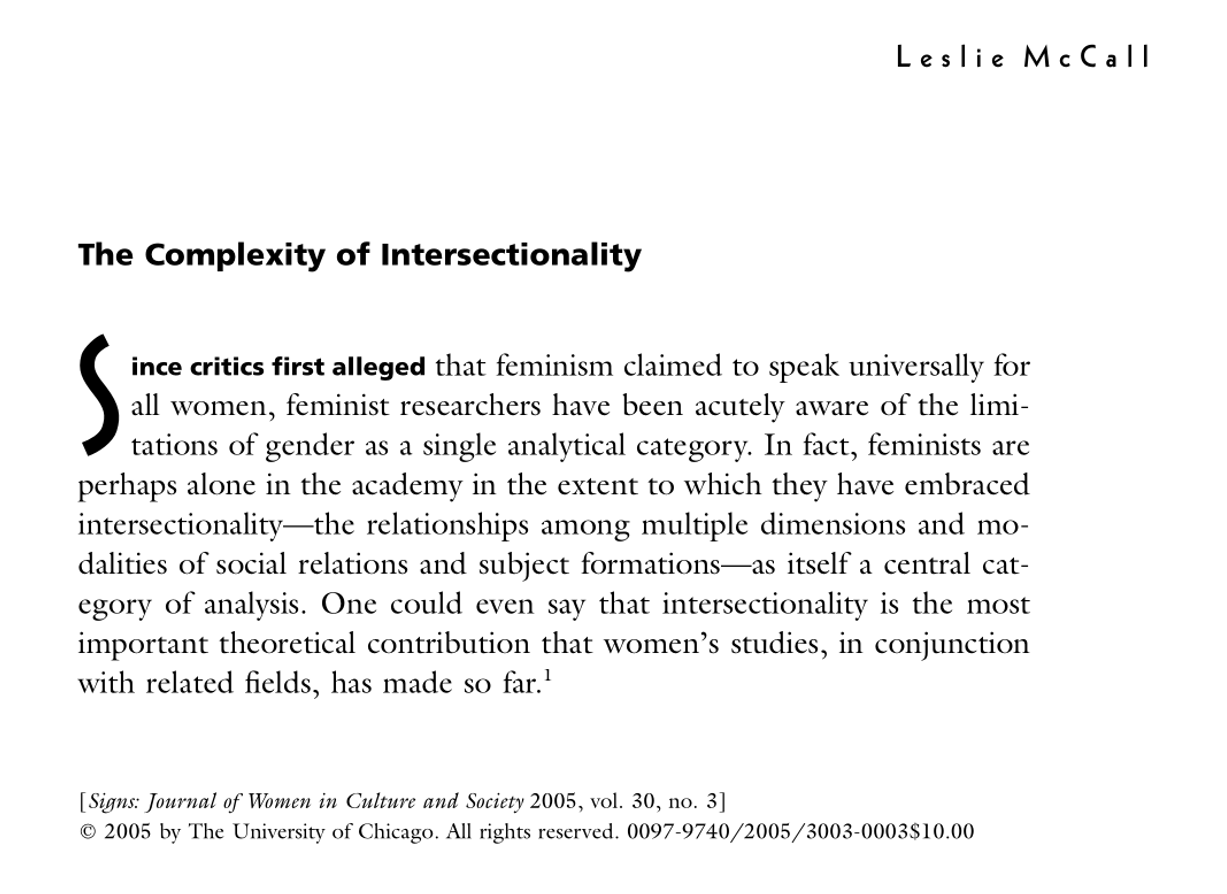 Leslie McCall
The Complexity of Intersectionality
Since critics first alleged that feminism claimed to speak universally for
all women, feminist researchers have been acutely aware of the limi-
tations of gender as a single analytical category. In fact, feminists are
perhaps alone in the academy in the extent to which they have embraced
intersectionality—the relationships among multiple dimensions and mo-
dalities of social relations and subject formations—as itself a central cat-
egory of analysis. One could even say that intersectionality is the most
important theoretical contribution that women’s studies, in conjunction
with related fields, has made so far.¹
[Signs: Journal of Women in Culture and Society 2005, vol. 30, no. 3]
© 2005 by The University of Chicago. All rights reserved. 0097-9740/2005/3003-0003$10.00